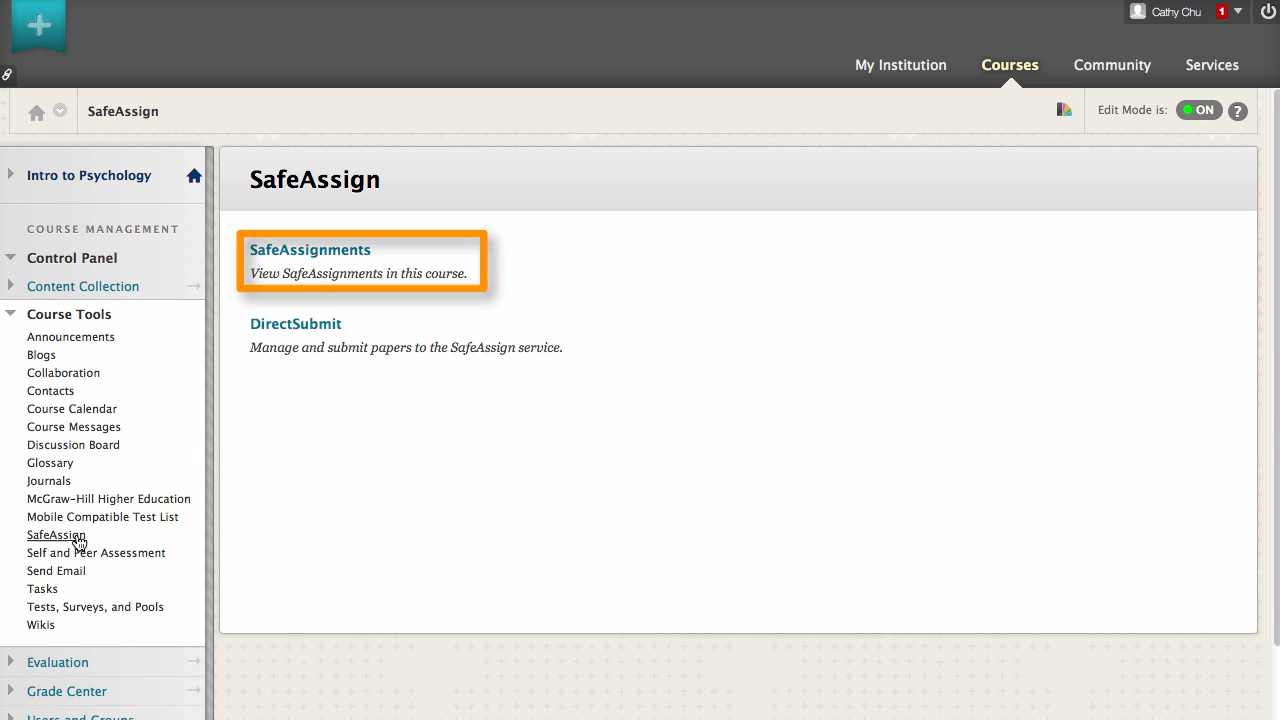 Cathy Chu 1
My Institution Courses Community Services
SafeAssign Edit Mode is: ON ?
Intro to Psychology
COURSE MANAGEMENT
Control Panel
Content Collection
Course Tools
Announcements
Blogs
Collaboration
Contacts
Course Calendar
Course Messages
Discussion Board
Glossary
Journals
McGraw-Hill Higher Education
Mobile Compatible Test List
SafeAssign
Self and Peer Assessment
Send Email
Tasks
Tests, Surveys, and Pools
Wikis
Evaluation
Grade Center
Users and Groups
SafeAssign
SafeAssignments
View SafeAssignments in this course.
DirectSubmit
Manage and submit papers to the SafeAssign service.